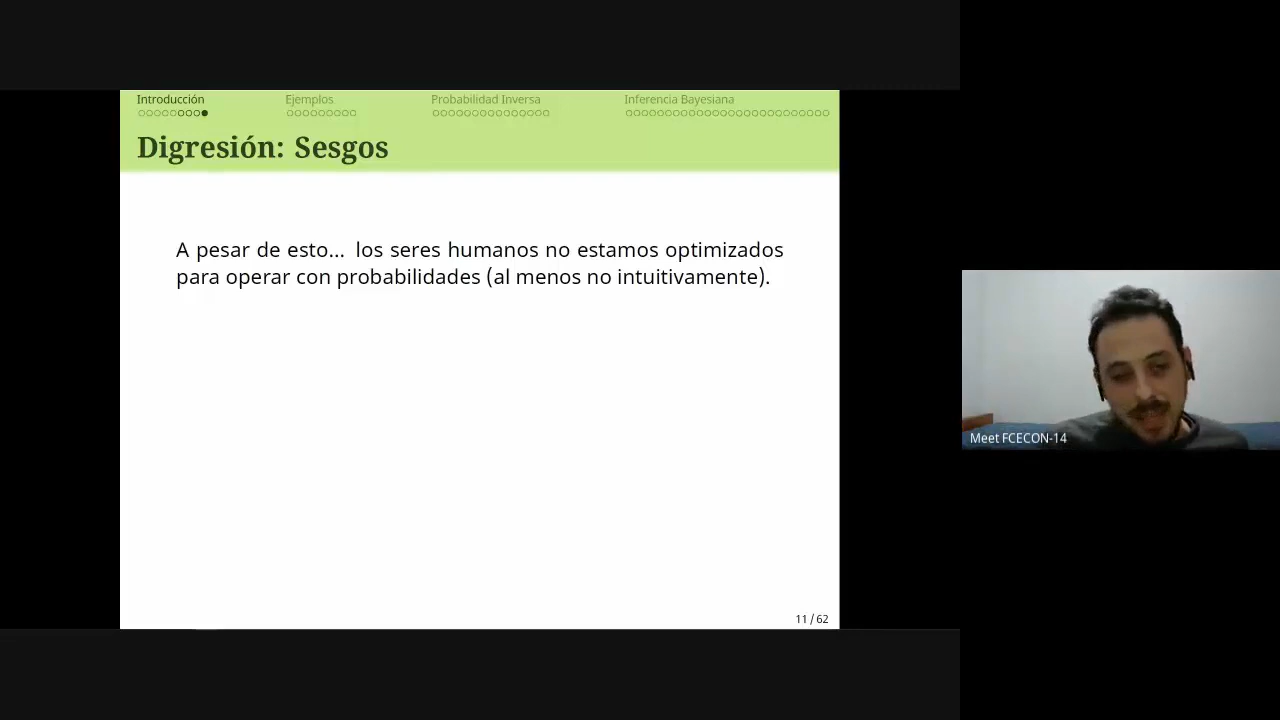 Introducción Ejemplos Probabilidad Inversa Inferencia Bayesiana
Digresión: Sesgos
A pesar de esto... los seres humanos no estamos optimizados
para operar con probabilidades (al menos no intuitivamente).
Meet FCECON-14
11 / 62